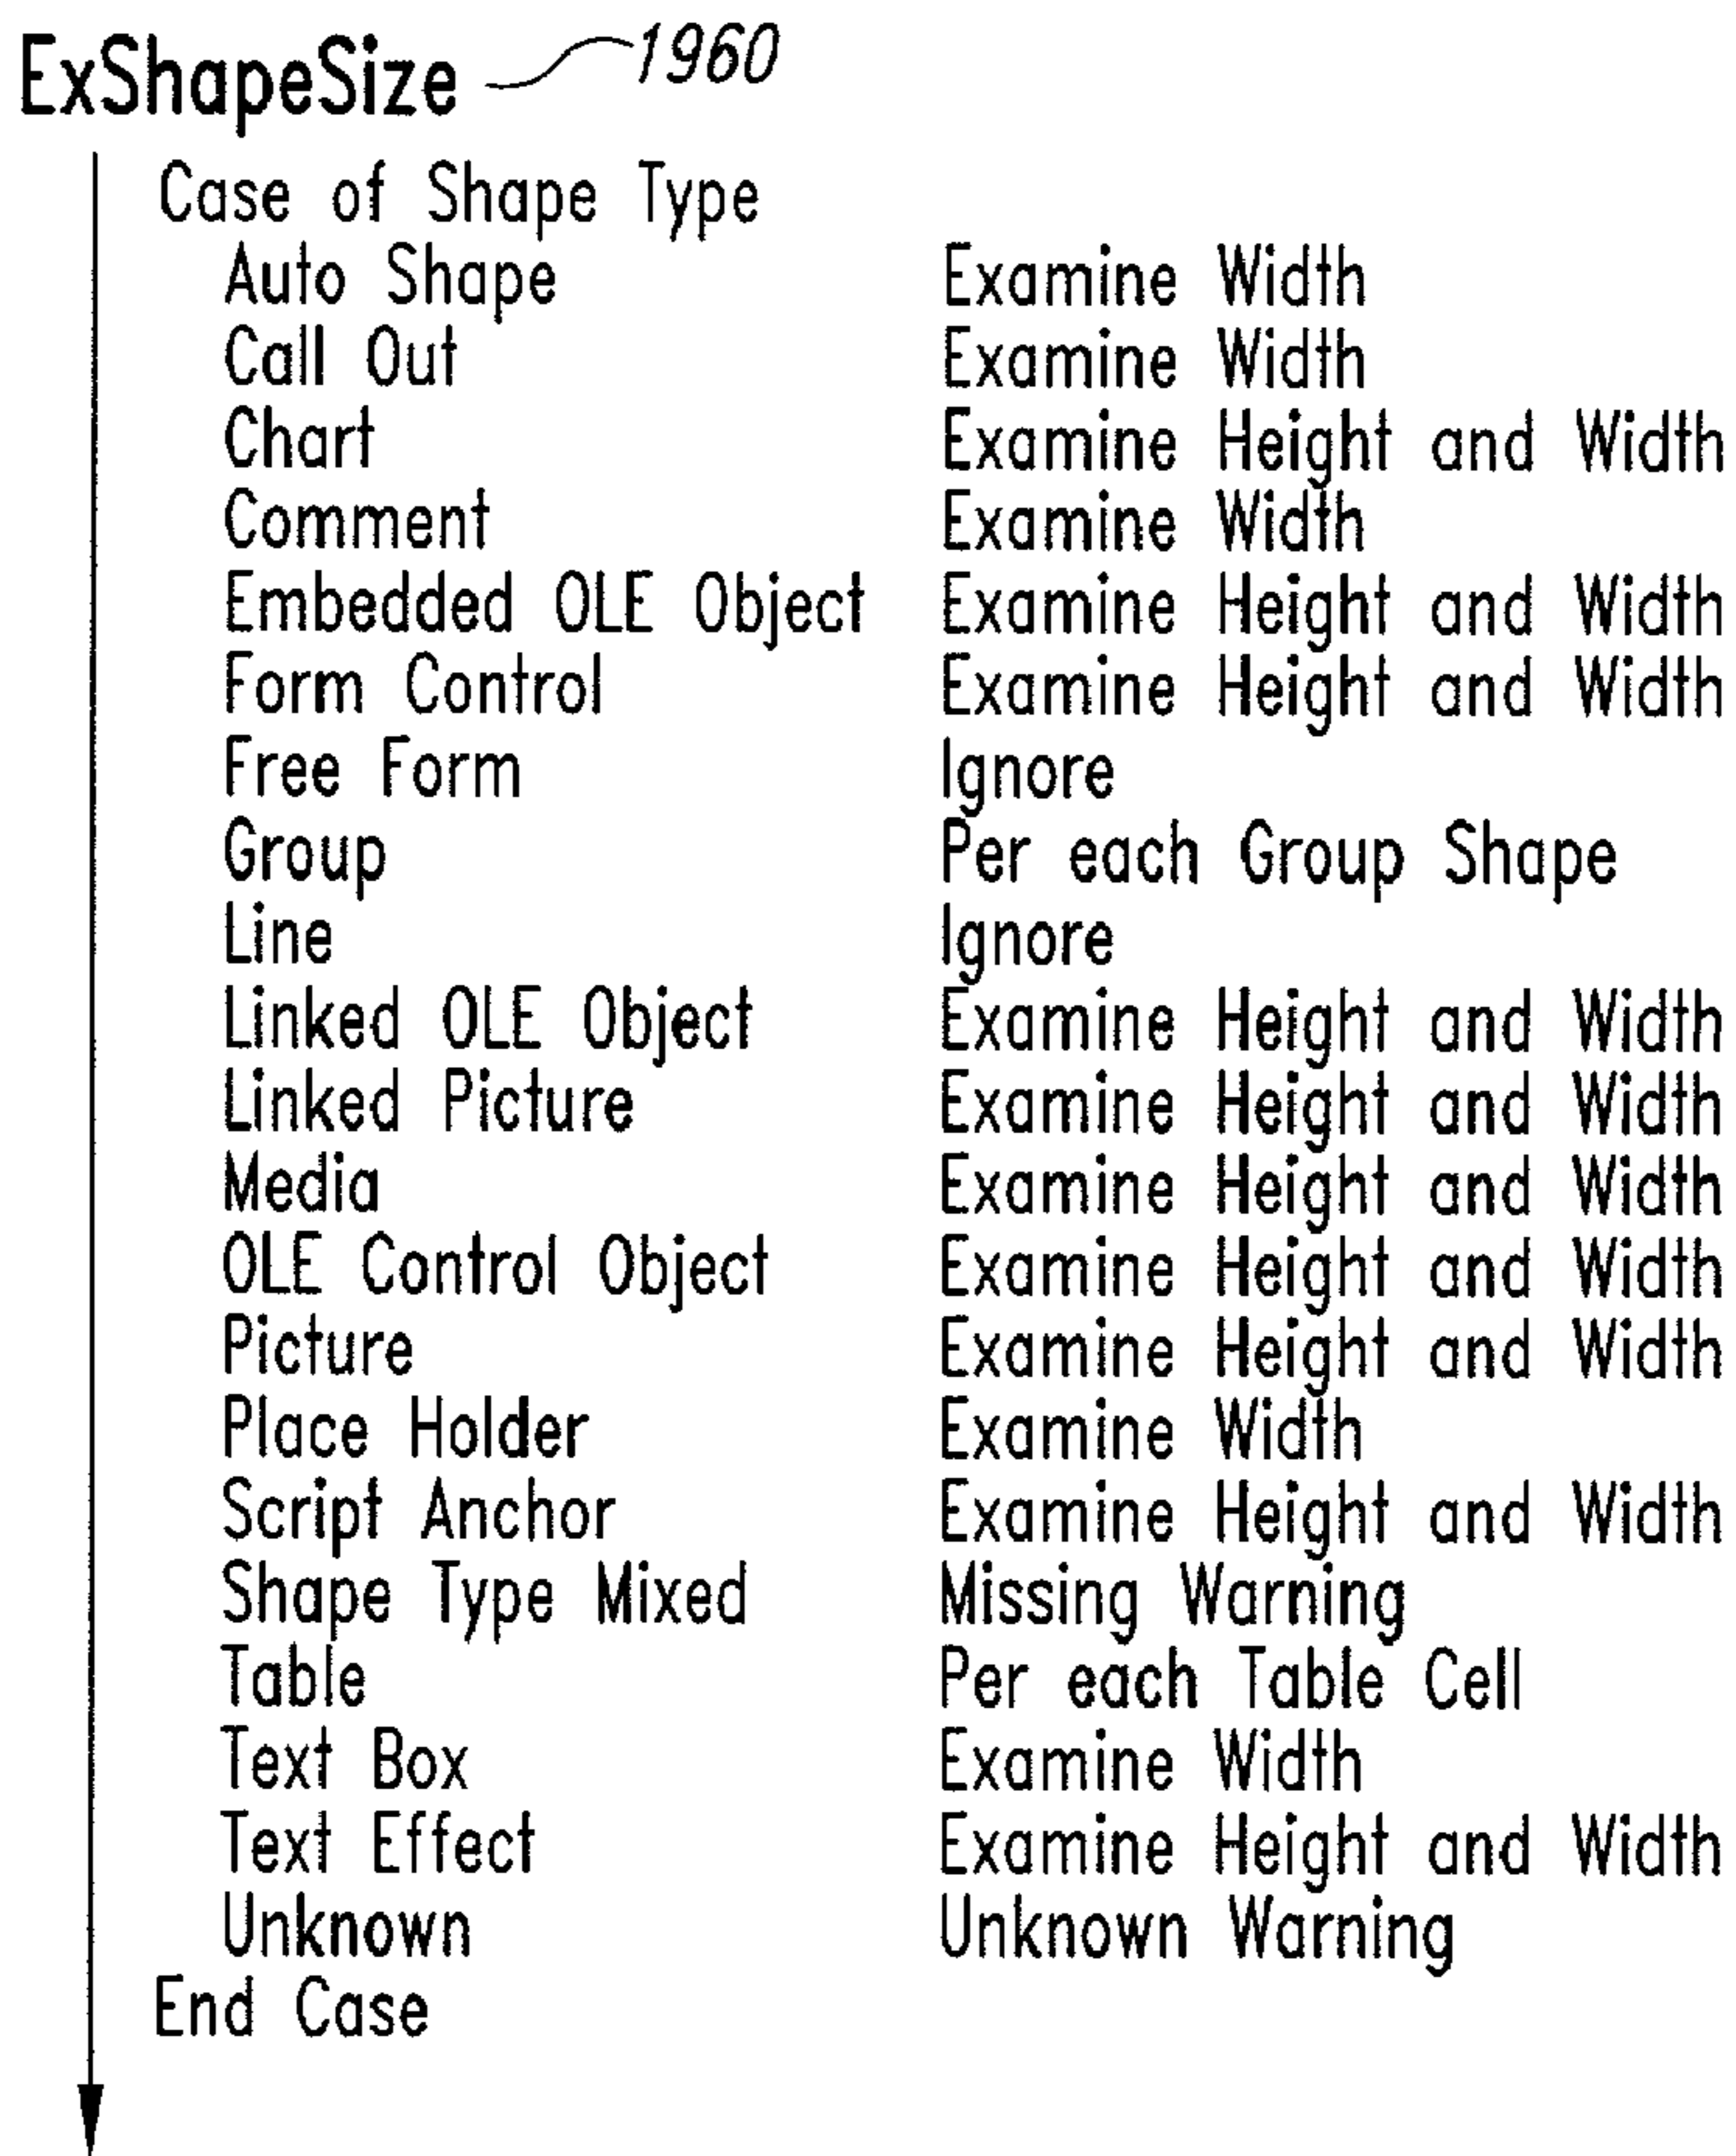 ExShapeSize 1960
Case of Shape Type
Auto Shape Examine Width
Call Out Examine Width
Chart Examine Height and Width
Comment Examine Width
Embedded OLE Object Examine Height and Width
Form Control Examine Height and Width
Free Form Ignore
Group Per each Group Shape
Line Ignore
Linked OLE Object Examine Height and Width
Linked Picture Examine Height and Width
Media Examine Height and Width
OLE Control Object Examine Height and Width
Picture Examine Height and Width
Place Holder Examine Width
Script Anchor Examine Height and Width
Shape Type Mixed Missing Warning
Table Per each Table Cell
Text Box Examine Width
Text Effect Examine Height and Width
Unknown Unknown Warning
End Case